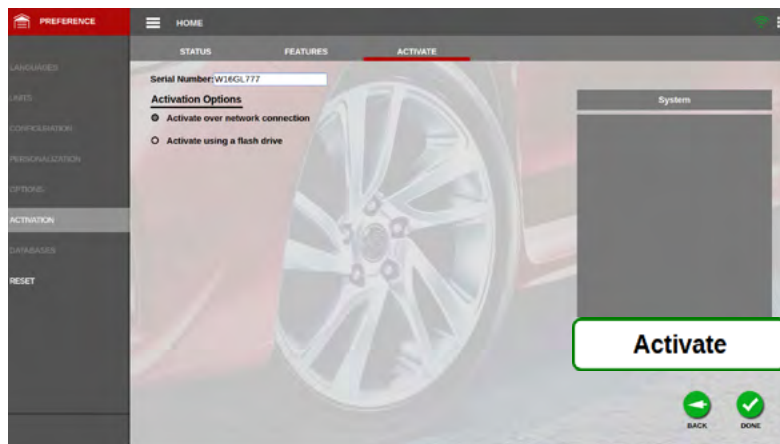 PREFERENCE
HOME
STATUS FEATURES ACTIVATE
LANGUAGES
UNITS
CONFIGURATION
PERSONALIZATION
OPTIONS
ACTIVATION
DATABASES
RESET
Serial Number: W16GL777
Activation Options
Activate over network connection
Activate using a flash drive
System
Activate
BACK DONE